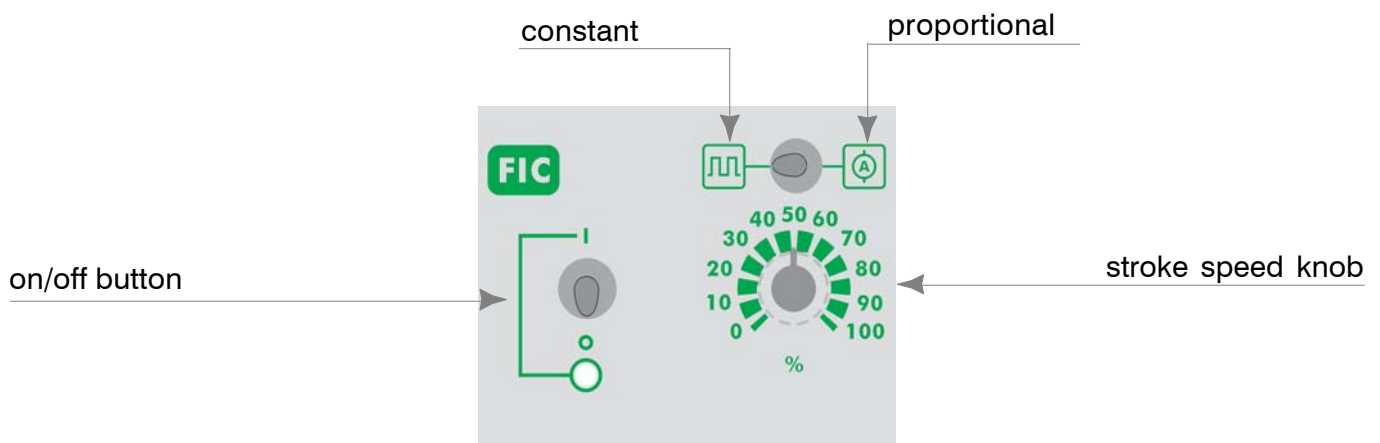 constant
proportional
FIC
A
I
40 50 60
30 70
on/off button
20 80
stroke speed knob
10 90
0 100
O
%